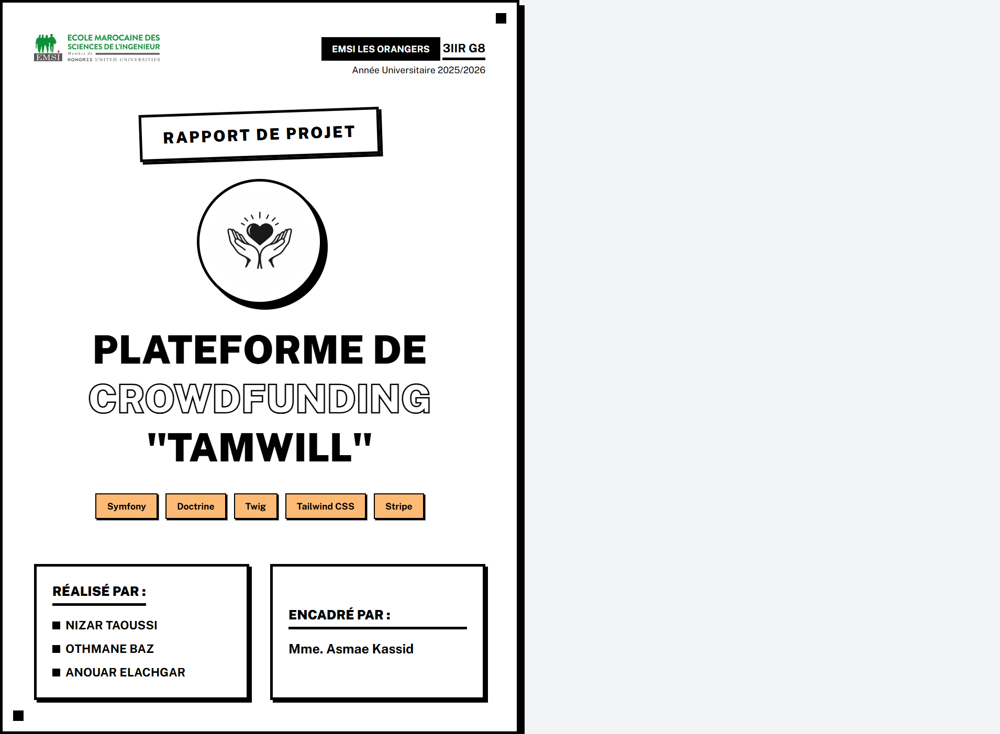 ECOLE MAROCAINE DES
SCIENCES DE L'INGENIEUR
Membre de
HONORIS UNITED UNIVERSITIES
EMSI
EMSI LES ORANGERS 3IIR G8
Année Universitaire 2025/2026
RAPPORT DE PROJET
PLATEFORME DE
CROWDFUNDING
"TAMWILL"
Symfony Doctrine Twig Tailwind CSS Stripe
RÉALISÉ PAR :
NIZAR TAOUSSI
OTHMANE BAZ
ANOUAR ELACHGAR
ENCADRÉ PAR :
Mme. Asmae Kassid